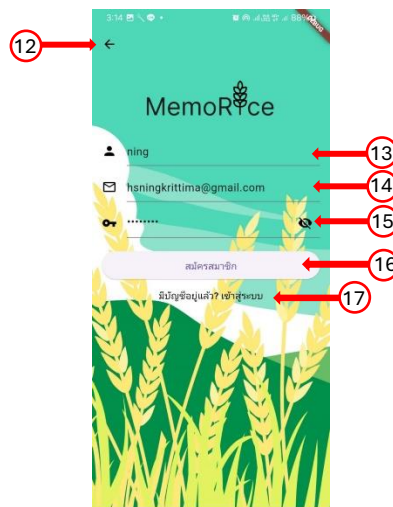 3:14
88%
DEBUG
12
MemoRice
ning
13
hsningkrittima@gmail.com
14
········
15
สมัครสมาชิก
16
มีบัญชีอยู่แล้ว? เข้าสู่ระบบ
17